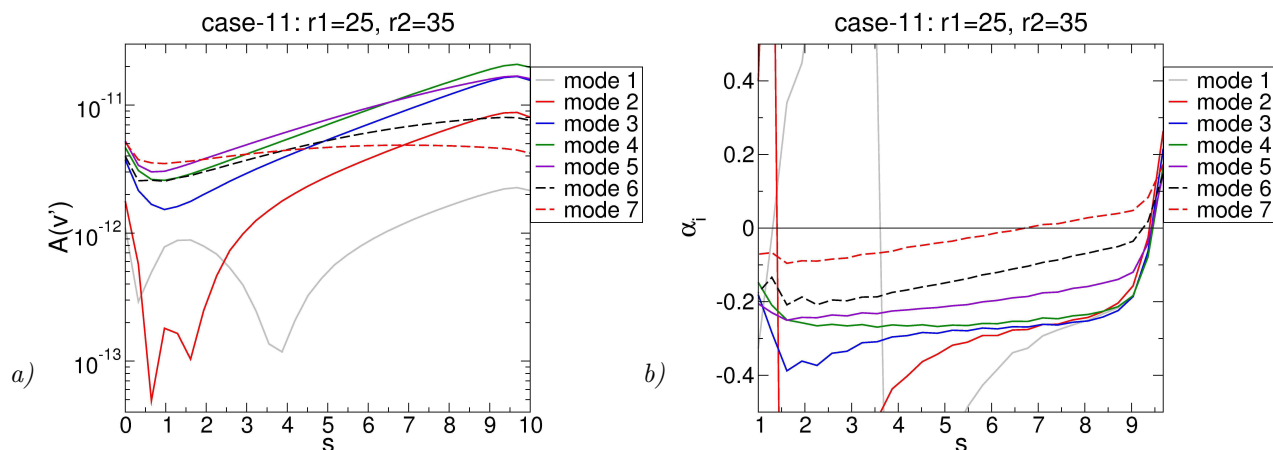 case-11: r1=25, r2=35
A(v')
10^-11
10^-12
10^-13
0 1 2 3 4 5 6 7 8 9 10
s
mode 1
mode 2
mode 3
mode 4
mode 5
mode 6
mode 7
a)
case-11: r1=25, r2=35
α_i
0.4
0.2
0
-0.2
-0.4
1 2 3 4 5 6 7 8 9
s
mode 1
mode 2
mode 4
mode 5
mode 6
mode 7
b)